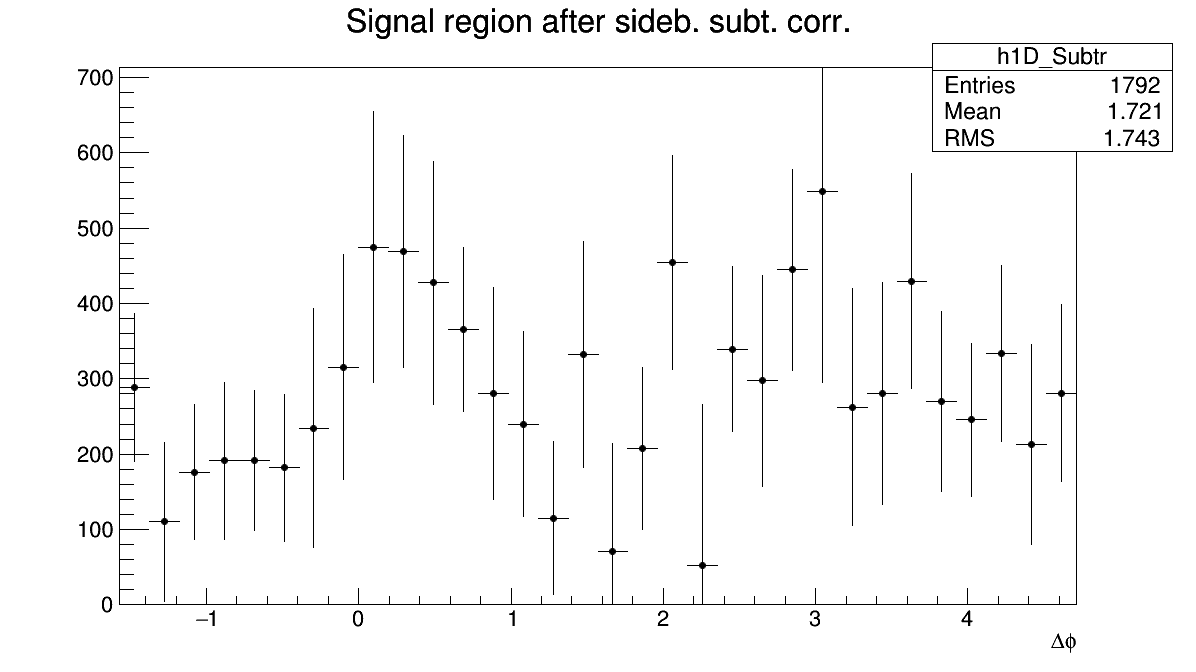 Signal region after sideb. subt. corr.
h1D_Subtr
Entries 1792
Mean 1.721
RMS 1.743
700
600
500
400
300
200
100
0
−1 0 1 2 3 4
Δϕ